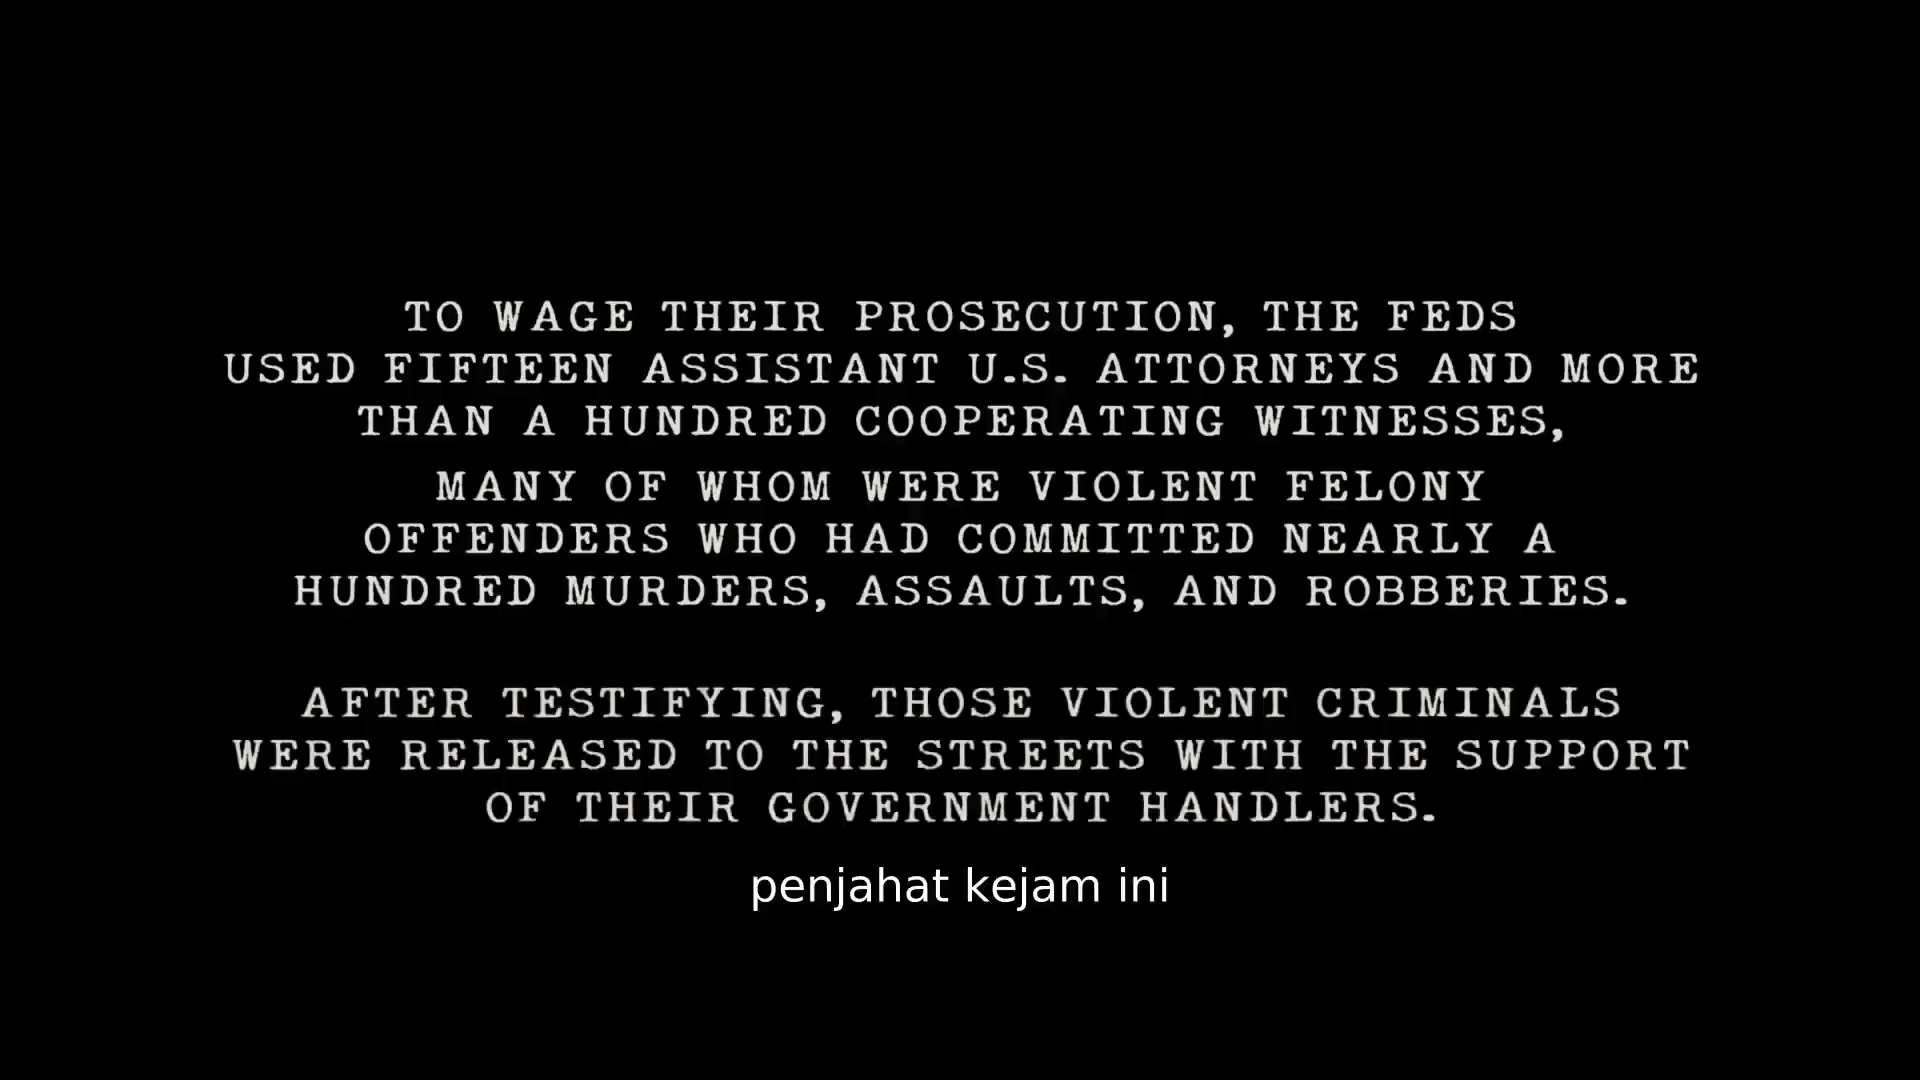 TO WAGE THEIR PROSECUTION, THE FEDS
USED FIFTEEN ASSISTANT U.S. ATTORNEYS AND MORE
THAN A HUNDRED COOPERATING WITNESSES,
MANY OF WHOM WERE VIOLENT FELONY
OFFENDERS WHO HAD COMMITTED NEARLY A
HUNDRED MURDERS, ASSAULTS, AND ROBBERIES.
AFTER TESTIFYING, THOSE VIOLENT CRIMINALS
WERE RELEASED TO THE STREETS WITH THE SUPPORT
OF THEIR GOVERNMENT HANDLERS.
penjahat kejam ini